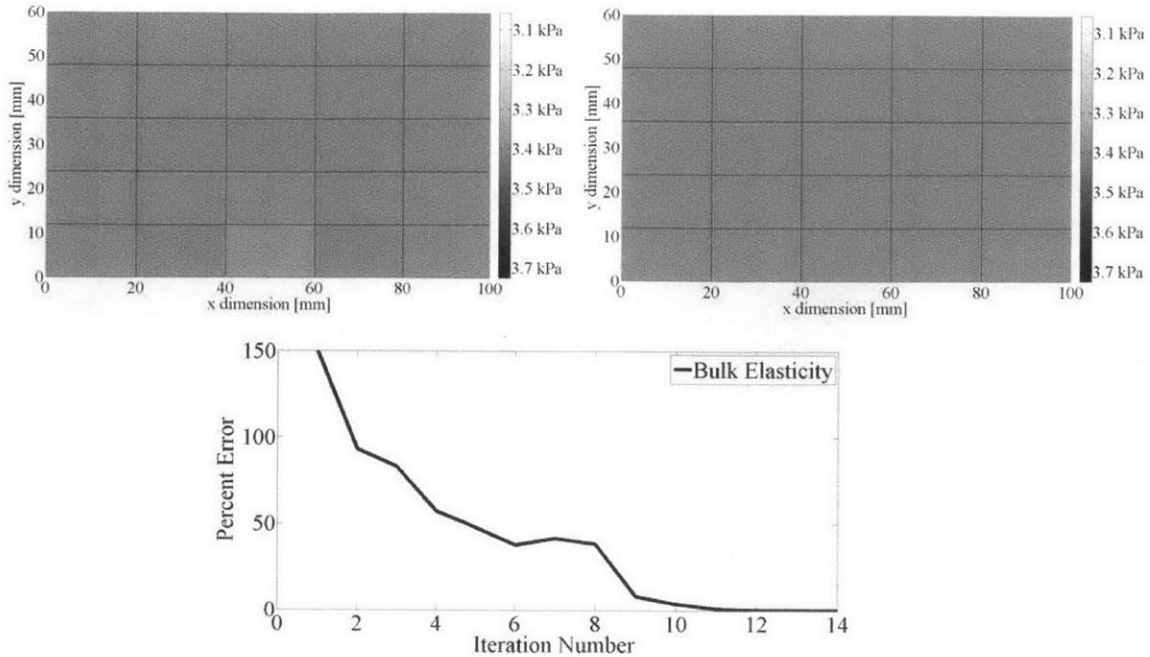 60
50
40
30
20
10
0
y dimension [mm]
0 20 40 60 80 100
x dimension [mm]
3.1 kPa
3.2 kPa
3.3 kPa
3.4 kPa
3.5 kPa
3.6 kPa
3.7 kPa
60
50
40
30
20
10
0
y dimension [mm]
0 20 40 60 80 100
x dimension [mm]
3.1 kPa
3.2 kPa
3.3 kPa
3.4 kPa
3.5 kPa
3.6 kPa
3.7 kPa
150
100
50
0
Percent Error
Bulk Elasticity
0 2 4 6 8 10 12 14
Iteration Number